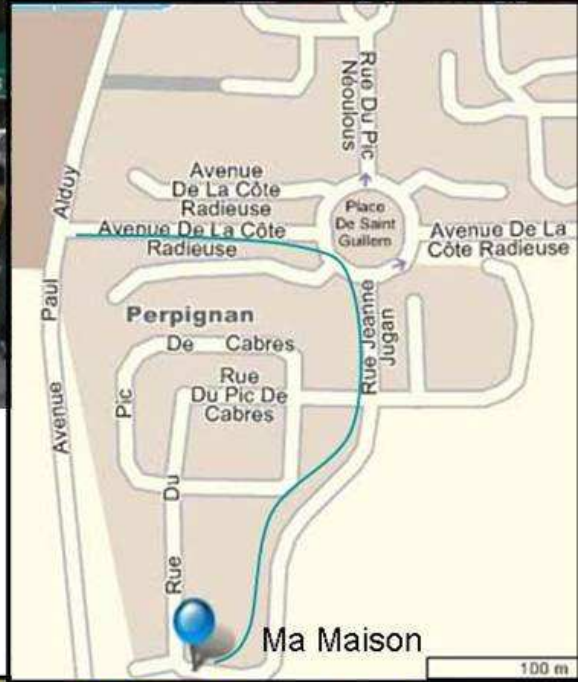 Rue Du Pic
Néoulous
Alduy
Avenue
De La Côte
Radieuse
Place
De Saint
Guillem
Avenue De La Côte
Radieuse
Avenue De La
Côte Radieuse
Paul
Rue Jeanne
Jugan
Perpignan
De Cabres
Rue
Du Pic De
Cabres
Pic
Avenue
Du
Rue
Ma Maison
100 m